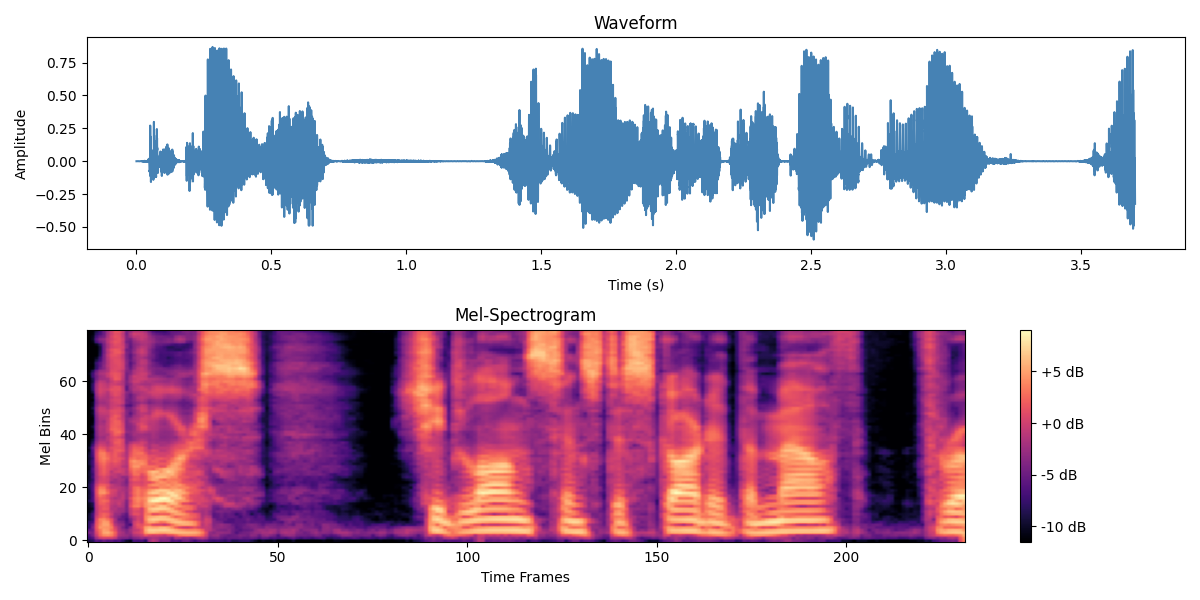 Waveform
Amplitude
0.75
0.50
0.25
0.00
−0.25
−0.50
0.0 0.5 1.0 1.5 2.0 2.5 3.0 3.5
Time (s)
Mel-Spectrogram
Mel Bins
60
40
20
0
0 50 100 150 200
Time Frames
+5 dB
+0 dB
-5 dB
-10 dB